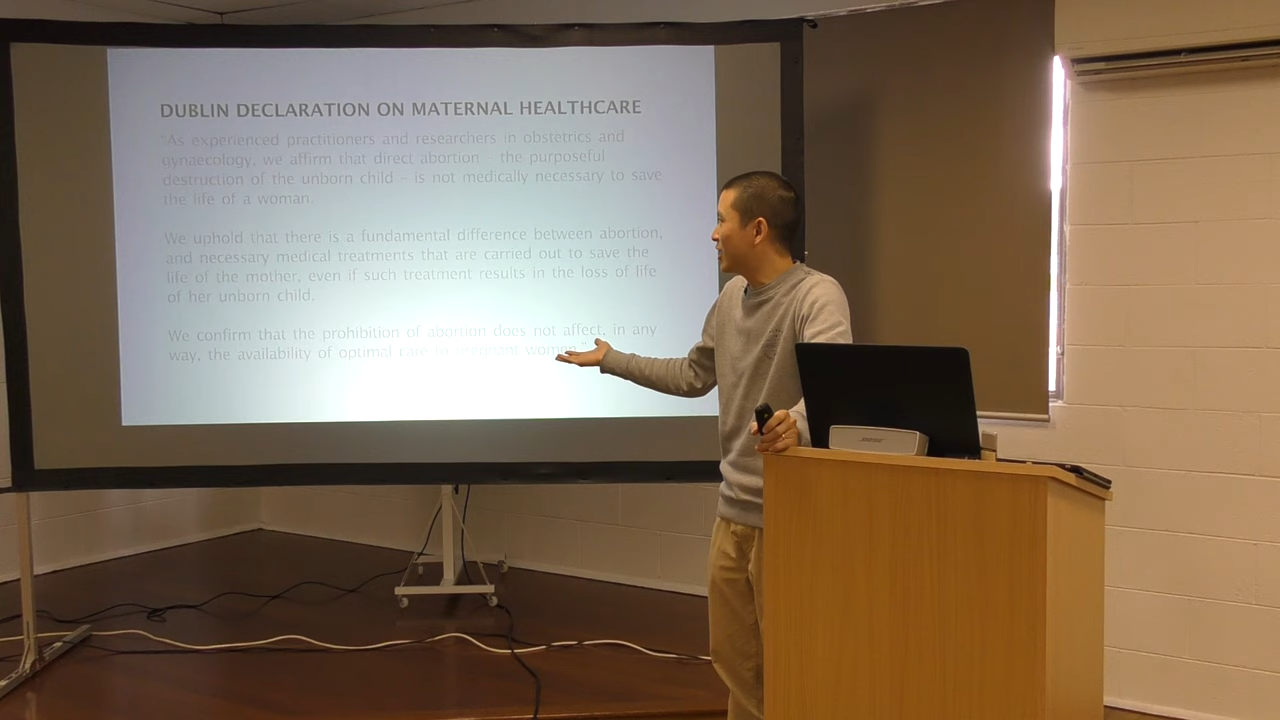 DUBLIN DECLARATION ON MATERNAL HEALTHCARE
"As experienced practitioners and researchers in obstetrics and
gynaecology, we affirm that direct abortion – the purposeful
destruction of the unborn child – is not medically necessary to save
the life of a woman.
We uphold that there is a fundamental difference between abortion,
and necessary medical treatments that are carried out to save the
life of the mother, even if such treatment results in the loss of life
of her unborn child.
We confirm that the prohibition of abortion does not affect, in any
way, the availability of optimal care to pregnant women."
BOSE